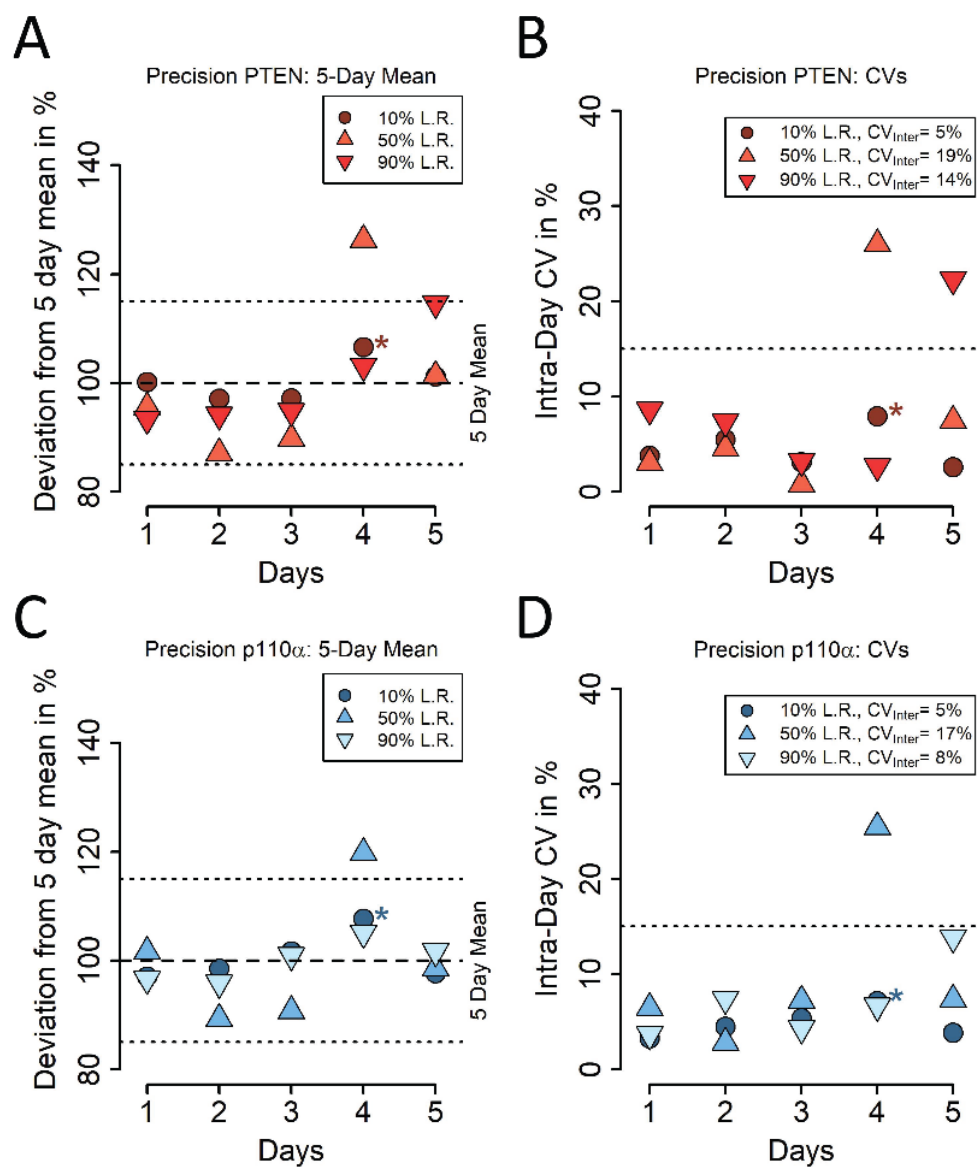 A
Precision PTEN: 5-Day Mean
10% L.R.
50% L.R.
90% L.R.
Deviation from 5 day mean in %
140
120
100
80
*
5 Day Mean
1 2 3 4 5
Days
B
Precision PTEN: CVs
10% L.R., CVInter= 5%
50% L.R., CVInter= 19%
90% L.R., CVInter= 14%
Intra-Day CV in %
40
30
20
10
0
*
1 2 3 4 5
Days
C
Precision p110α: 5-Day Mean
10% L.R.
50% L.R.
90% L.R.
Deviation from 5 day mean in %
140
120
100
80
*
5 Day Mean
1 2 3 4 5
Days
D
Precision p110α: CVs
10% L.R., CVInter= 5%
50% L.R., CVInter= 17%
90% L.R., CVInter= 8%
Intra-Day CV in %
40
30
20
10
0
*
1 2 3 4 5
Days